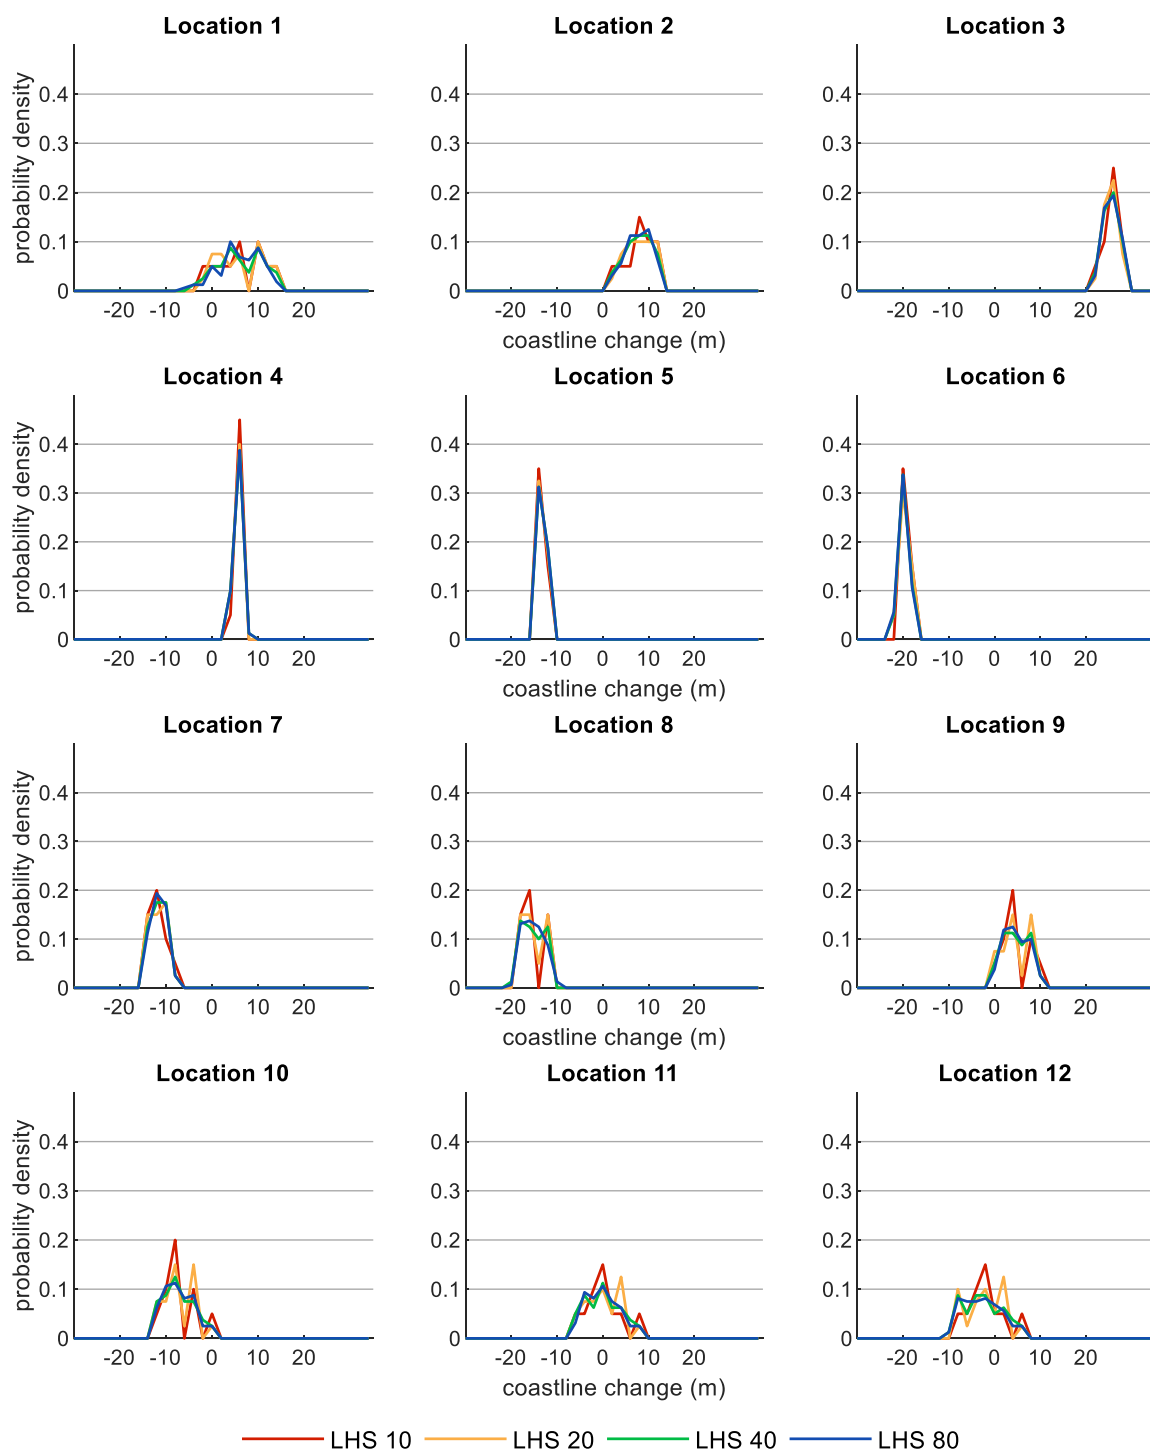 Location 1
Location 2
Location 3
probability density
0.4
0.3
0.2
0.1
0
-20 -10 0 10 20
0.4
0.3
0.2
0.1
0
-20 -10 0 10 20
coastline change (m)
0.4
0.3
0.2
0.1
0
-20 -10 0 10 20
Location 4
Location 5
Location 6
probability density
0.4
0.3
0.2
0.1
0
-20 -10 0 10 20
0.4
0.3
0.2
0.1
0
-20 -10 0 10 20
coastline change (m)
0.4
0.3
0.2
0.1
0
-20 -10 0 10 20
Location 7
Location 8
Location 9
probability density
0.4
0.3
0.2
0.1
0
-20 -10 0 10 20
0.4
0.3
0.2
0.1
0
-20 -10 0 10 20
coastline change (m)
0.4
0.3
0.2
0.1
0
-20 -10 0 10 20
Location 10
Location 11
Location 12
probability density
0.4
0.3
0.2
0.1
0
-20 -10 0 10 20
0.4
0.3
0.2
0.1
0
-20 -10 0 10 20
coastline change (m)
0.4
0.3
0.2
0.1
0
-20 -10 0 10 20
LHS 10 LHS 20 LHS 40 LHS 80